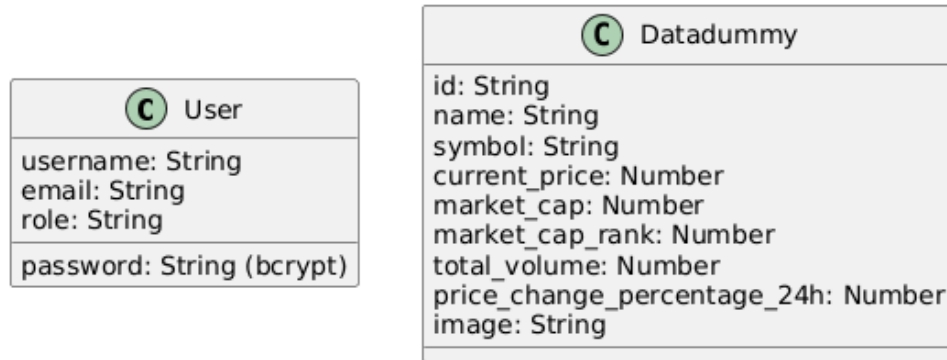 C User
username: String
email: String
role: String
password: String (bcrypt)
C Datadummy
id: String
name: String
symbol: String
current_price: Number
market_cap: Number
market_cap_rank: Number
total_volume: Number
price_change_percentage_24h: Number
image: String